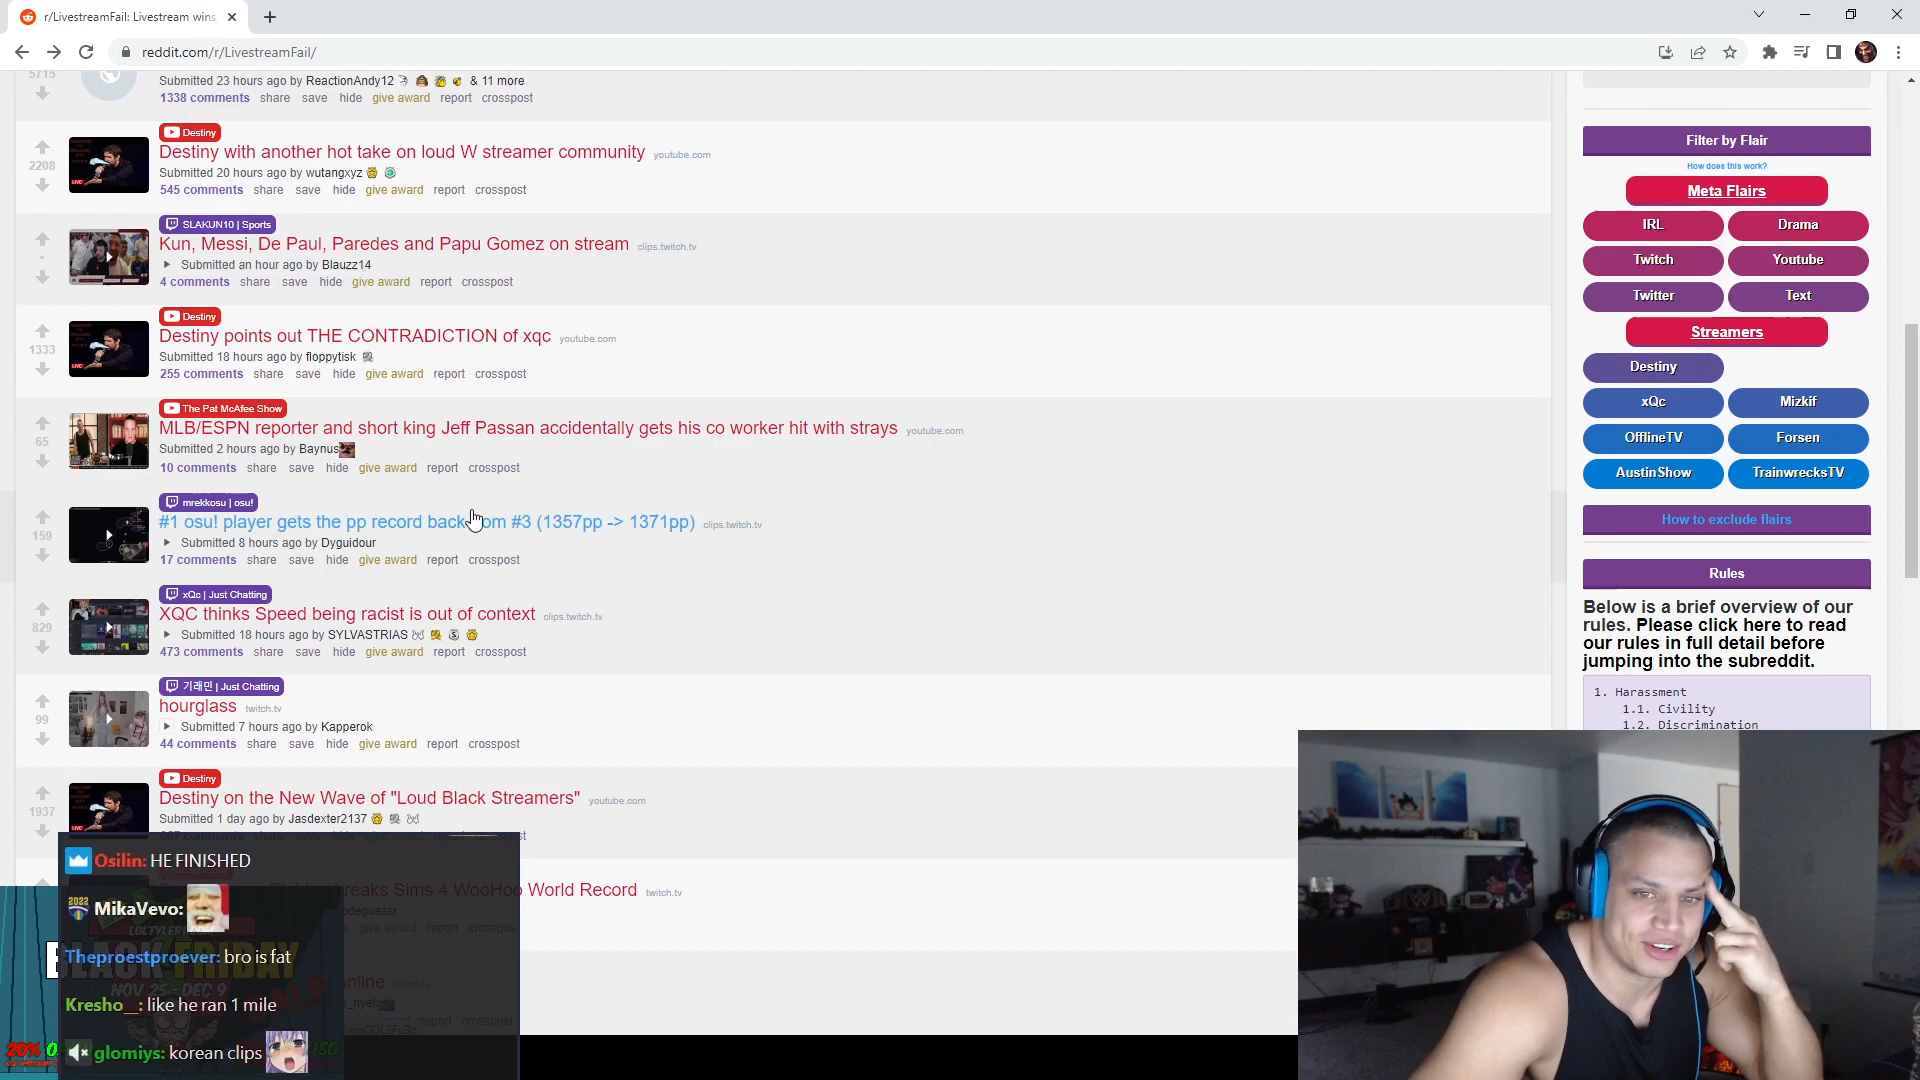 r/LivestreamFail: Livestream wins
reddit.com/r/LivestreamFail/
5715
Submitted 23 hours ago by ReactionAndy12 & 11 more
1338 comments share save hide give award report crosspost
Destiny
Destiny with another hot take on loud W streamer community youtube.com
2208
Submitted 20 hours ago by wutangxyz
545 comments share save hide give award report crosspost
SLAKUN10 | Sports
Kun, Messi, De Paul, Paredes and Papu Gomez on stream clips.twitch.tv
Submitted an hour ago by Blauzz14
4 comments share save hide give award report crosspost
Destiny
Destiny points out THE CONTRADICTION of xqc youtube.com
1333
Submitted 18 hours ago by floppytisk
255 comments share save hide give award report crosspost
The Pat McAfee Show
MLB/ESPN reporter and short king Jeff Passan accidentally gets his co worker hit with strays youtube.com
65
Submitted 2 hours ago by Baynus
10 comments share save hide give award report crosspost
mrekkosu | osu!
#1 osu! player gets the pp record back #3 (1357pp -> 1371pp) clips.twitch.tv
159
Submitted 8 hours ago by Dyguidour
17 comments share save hide give award report crosspost
xQc | Just Chatting
XQC thinks Speed being racist is out of context clips.twitch.tv
829
Submitted 18 hours ago by SYLVASTRIAS
473 comments share save hide give award report crosspost
기래민 | Just Chatting
hourglass twitch.tv
99
Submitted 7 hours ago by Kapperok
44 comments share save hide give award report crosspost
Destiny
Destiny on the New Wave of "Loud Black Streamers" youtube.com
1937
Submitted 1 day ago by Jasdexter2137
breaks Sims 4 WooHoo World Record twitch.tv
Osilin: HE FINISHED
MikaVevo:
Theproestproever: bro is fat
Kresho__: like he ran 1 mile
glomiys: korean clips
2022
LOLTYLER1.COM
BLACK FRIDAY
NOV 25-DEC 9
20%
Filter by Flair
How does this work?
Meta Flairs
IRL Drama
Twitch Youtube
Twitter Text
Streamers
Destiny
xQc Mizkif
OfflineTV Forsen
AustinShow TrainwrecksTV
How to exclude flairs
Rules
Below is a brief overview of our
rules. Please click here to read
our rules in full detail before
jumping into the subreddit.
1. Harassment
1.1. Civility
1.2. Discrimination